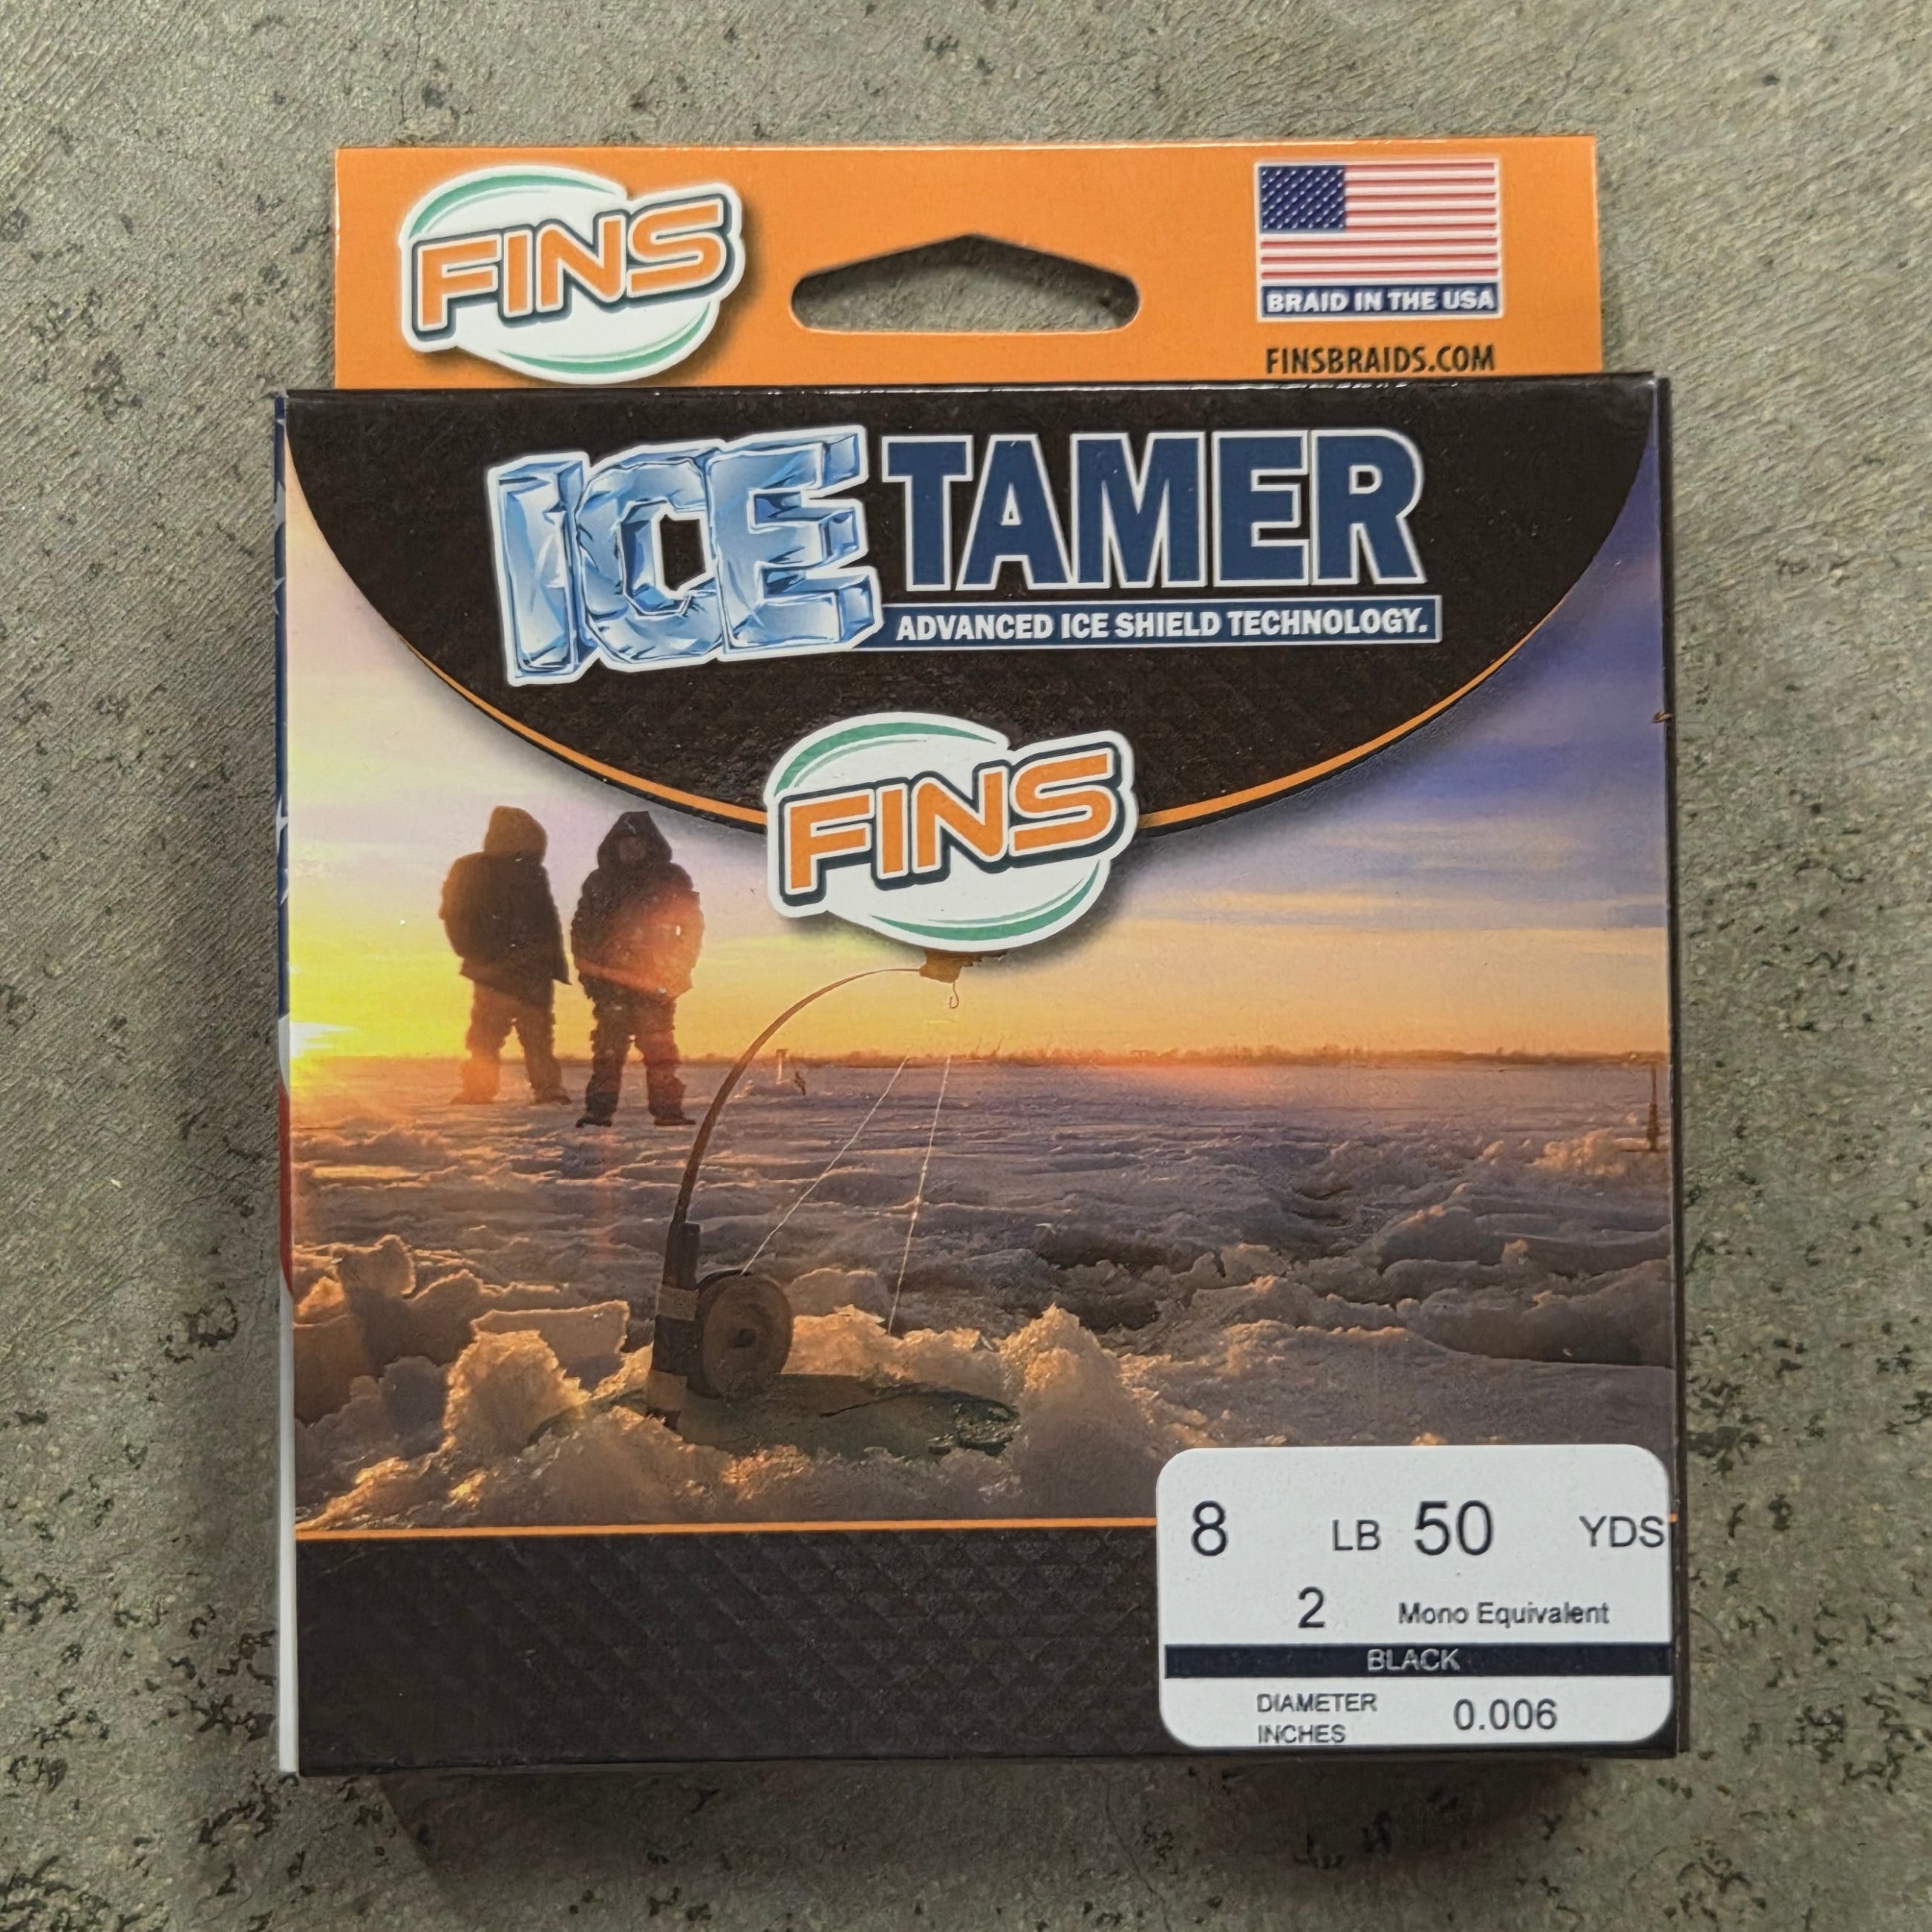 FINS
BRAID IN THE USA
FINSBRAIDS.COM
ICE TAMER
ADVANCED ICE SHIELD TECHNOLOGY.
FINS
8 LB 50 YDS
2 Mono Equivalent
BLACK
DIAMETER INCHES 0.006